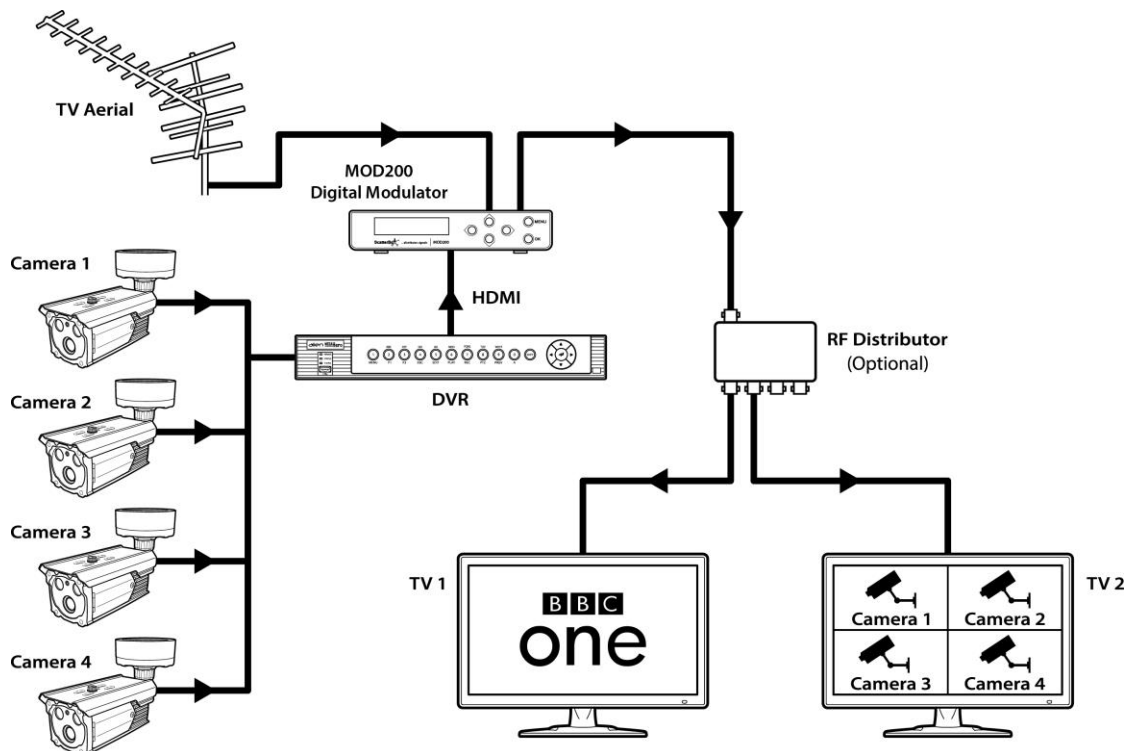 TV Aerial
MOD200
Digital Modulator
MENU
OK
MOD200
Camera 1
HDMI
RF Distributor
(Optional)
DVR
Camera 2
Camera 3
Camera 4
TV 1
BBC
one
TV 2
Camera 1
Camera 2
Camera 3
Camera 4